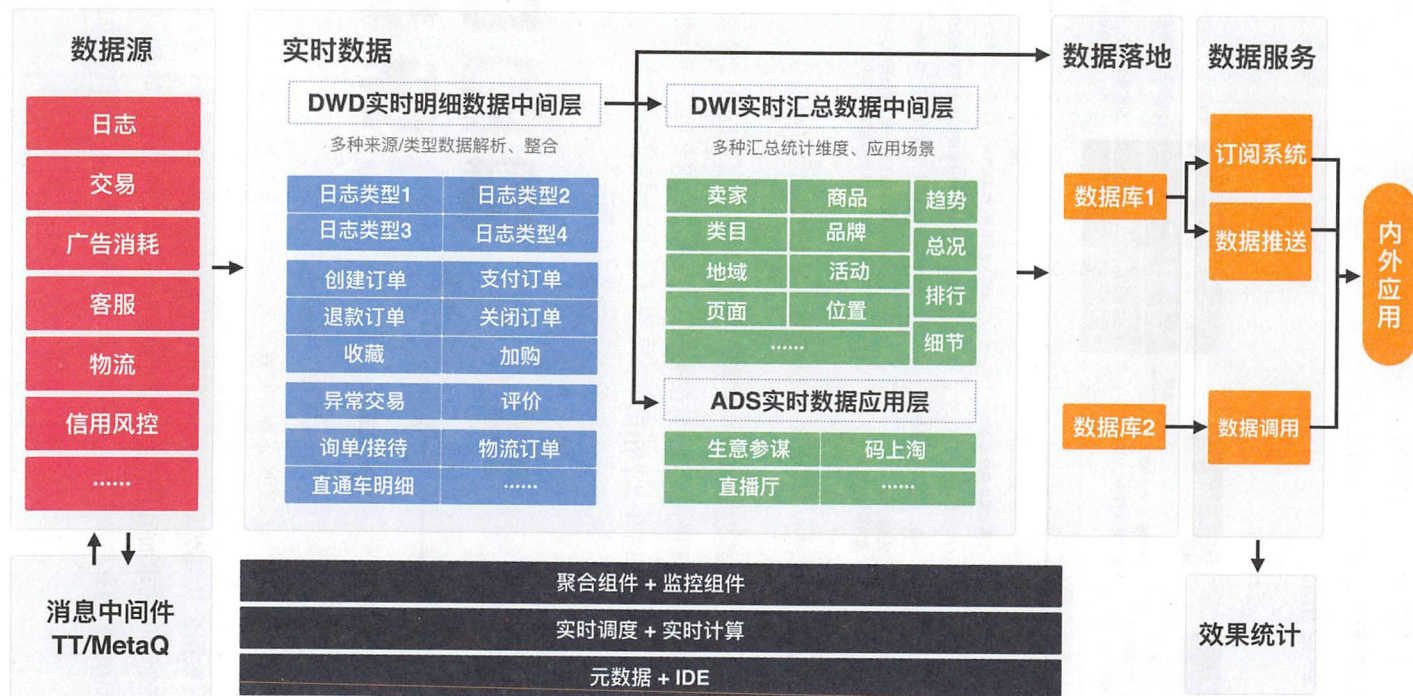 数据源
日志
交易
广告消耗
客服
物流
信用风控
······
消息中间件
TT/MetaQ
实时数据
DWD实时明细数据中间层
多种来源/类型数据解析、整合
日志类型1 日志类型2
日志类型3 日志类型4
创建订单 支付订单
退款订单 关闭订单
收藏 加购
异常交易 评价
询单/接待 物流订单
直通车明细 ······
DWI实时汇总数据中间层
多种汇总统计维度、应用场景
卖家 商品
类目 品牌
地域 活动
页面 位置
······
趋势
总况
排行
细节
ADS实时数据应用层
生意参谋 码上淘
直播厅 ······
聚合组件 + 监控组件
实时调度 + 实时计算
元数据 + IDE
数据落地
数据库1
数据库2
数据服务
订阅系统
数据推送
数据调用
效果统计
内外应用